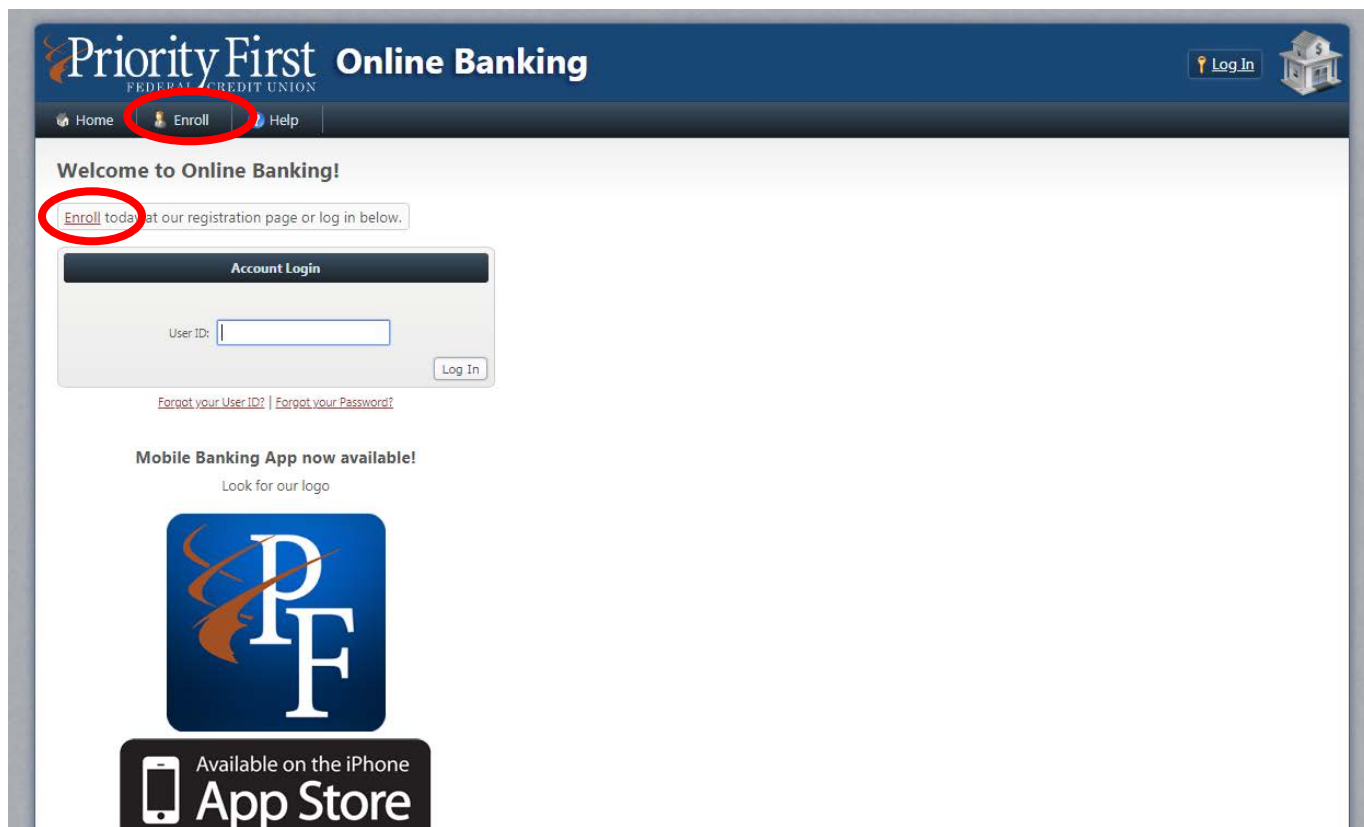 Priority First Online Banking
FEDERAL CREDIT UNION
Log In
Home Enroll Help
Welcome to Online Banking!
Enroll today at our registration page or log in below.
Account Login
User ID:
Log In
Forgot your User ID? | Forgot your Password?
Mobile Banking App now available!
Look for our logo
PF
Available on the iPhone
App Store